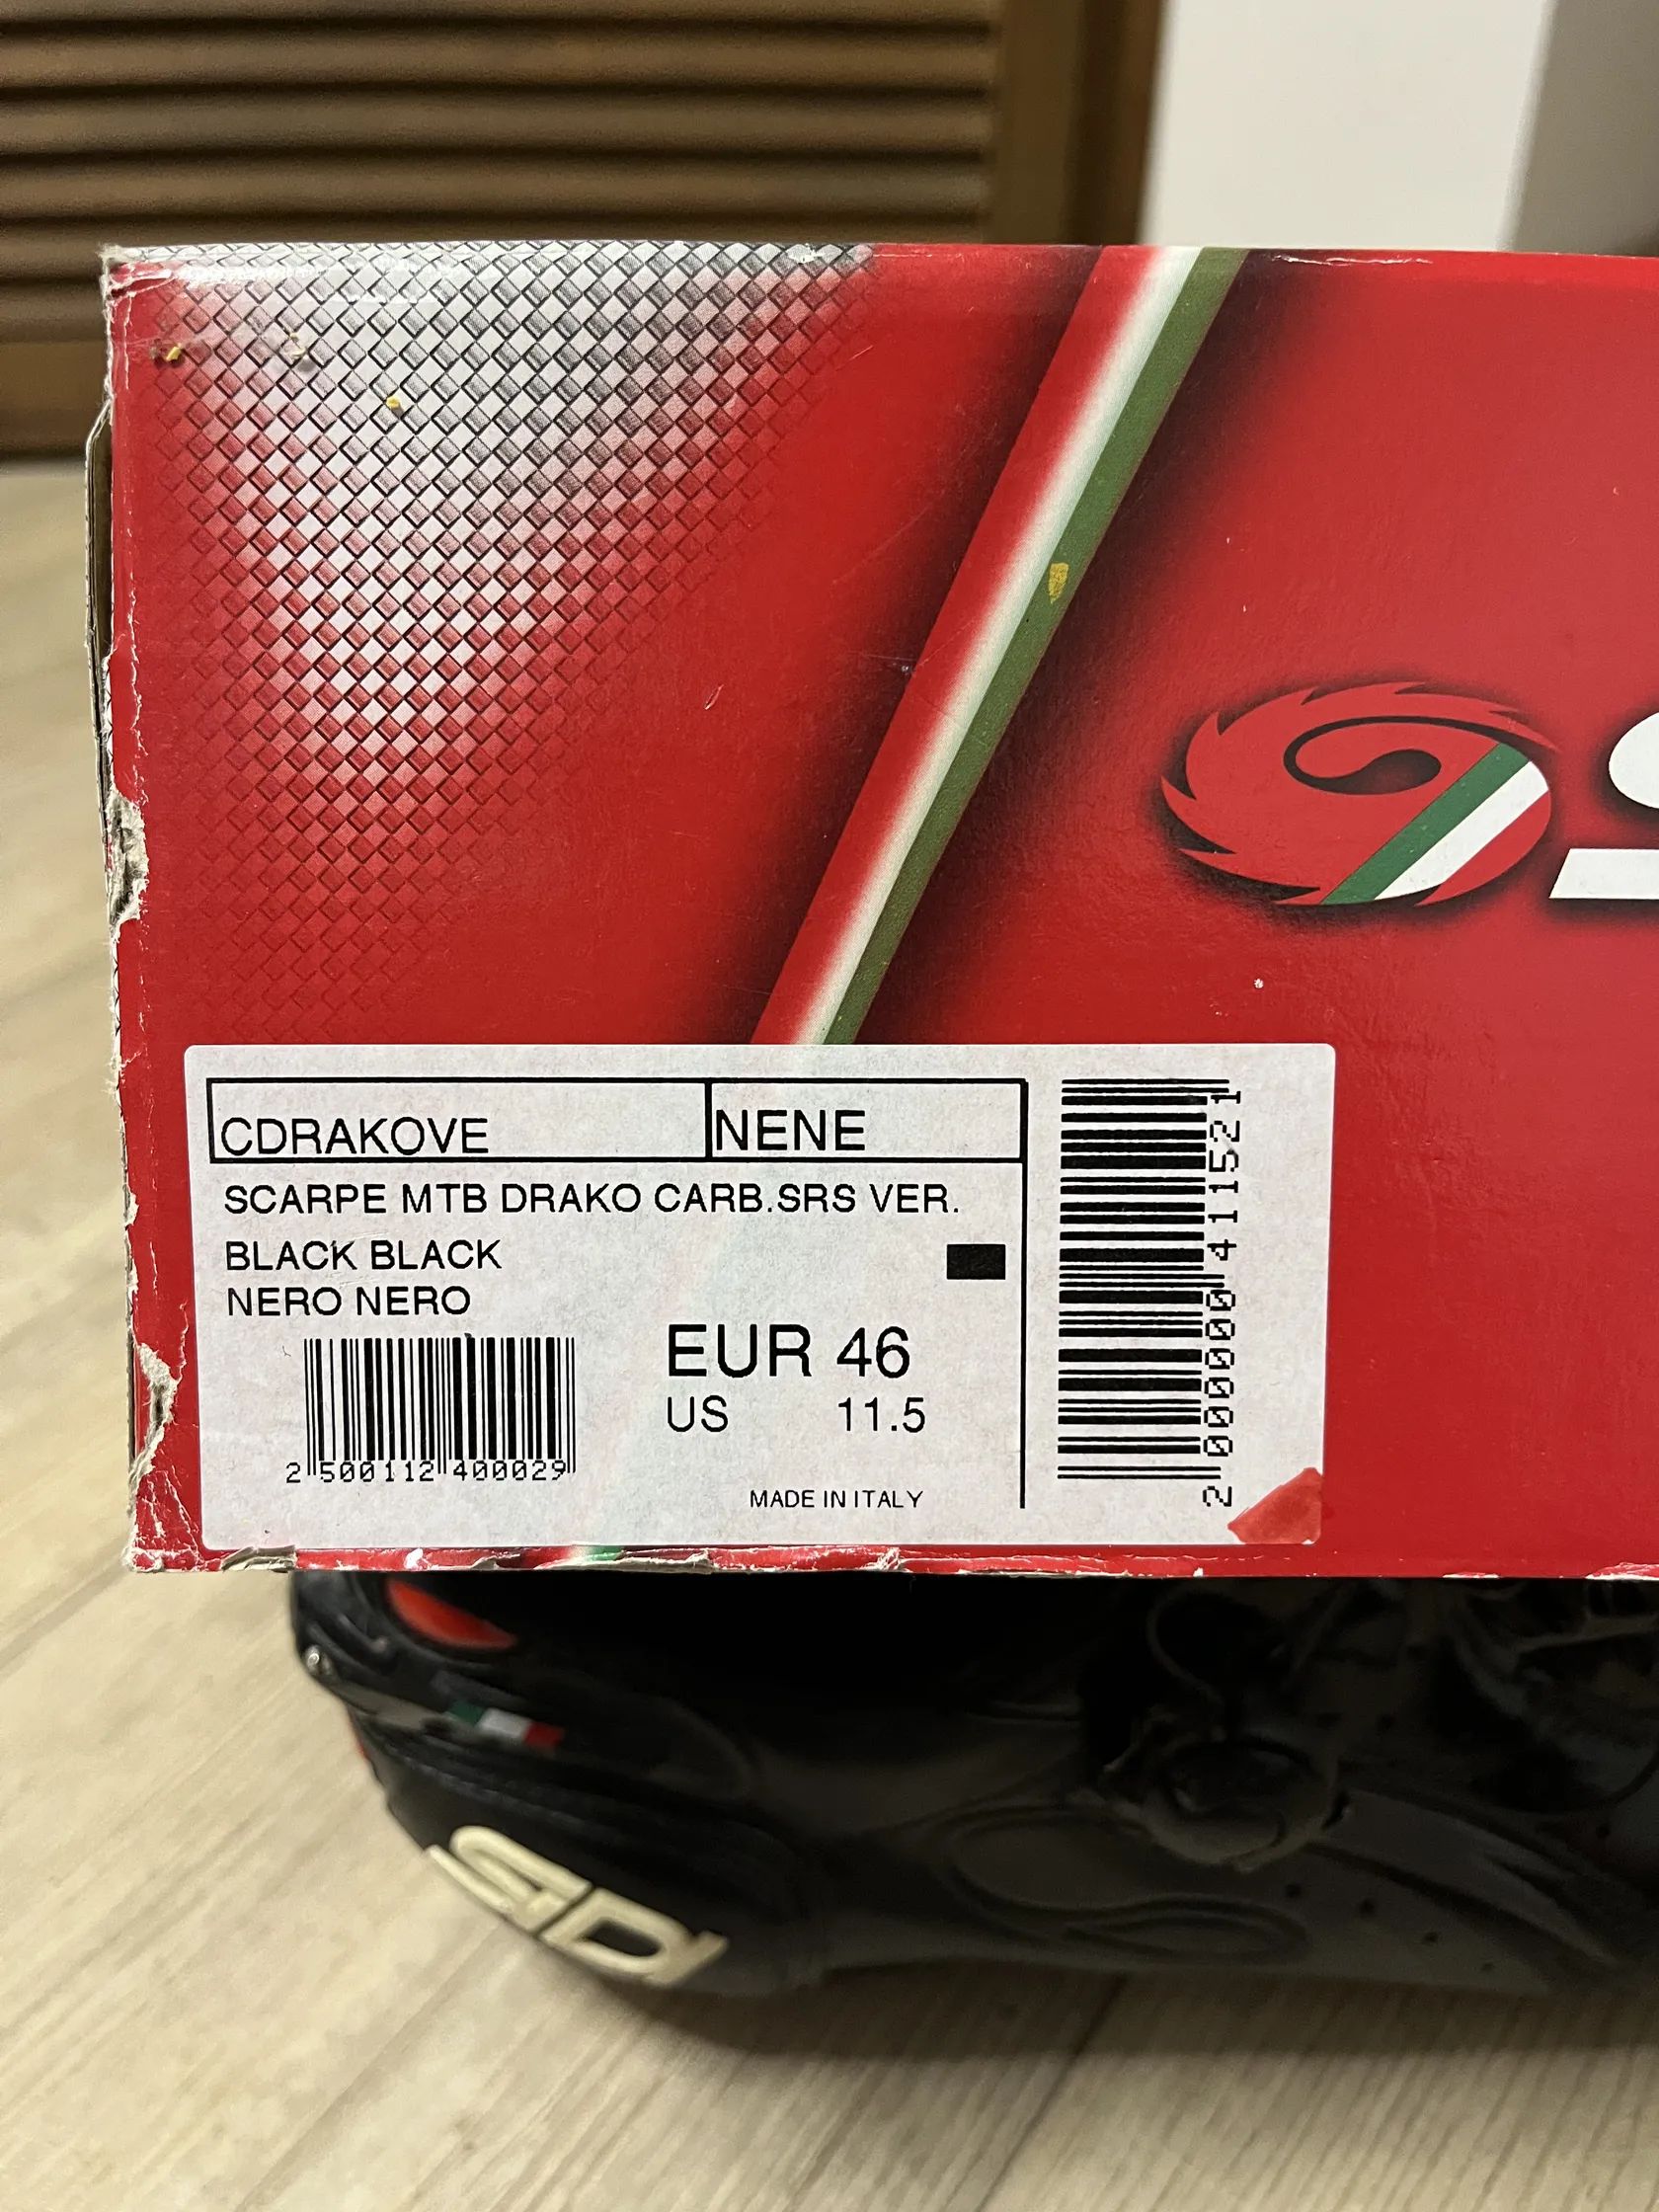 CDRAKOVE NENE
SCARPE MTB DRAKO CARB.SRS VER.
BLACK BLACK
NERO NERO
EUR 46
US 11.5
2 500112 400029
MADE IN ITALY
2 000000 411521
SIDI